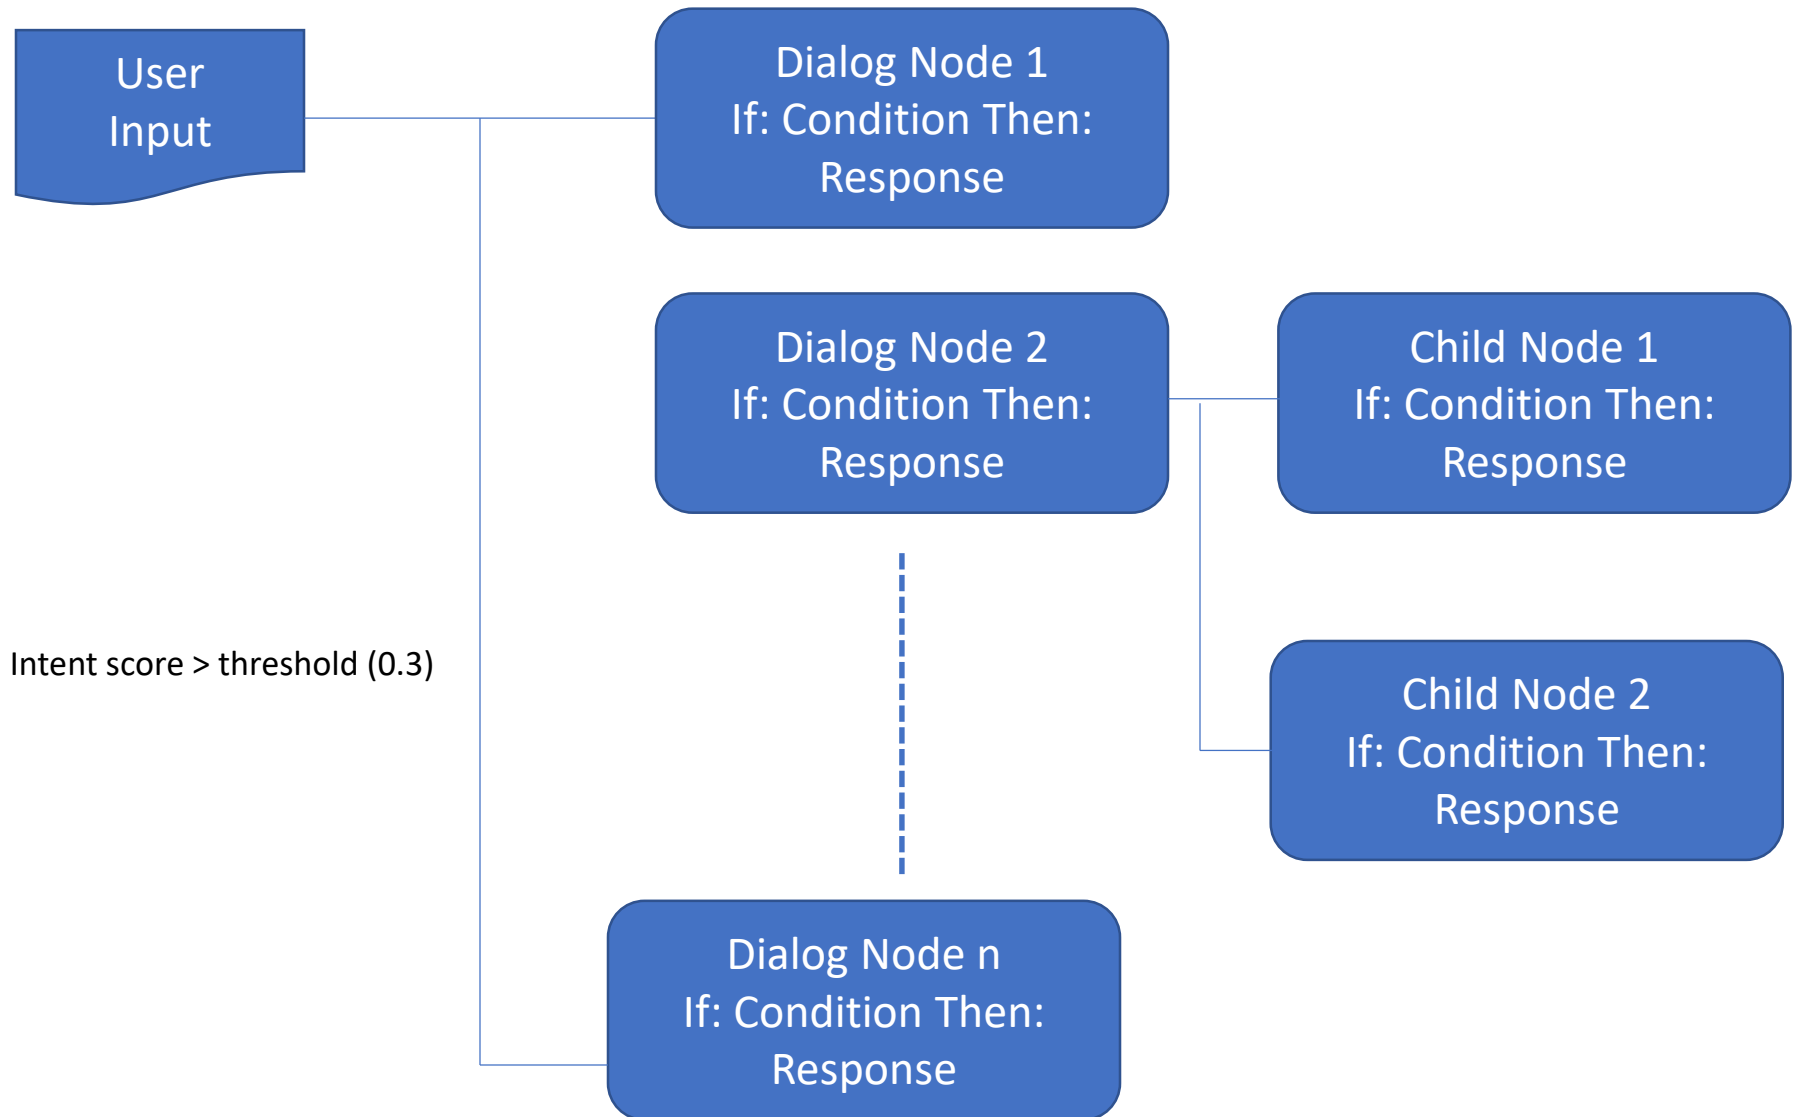 User
Input
Dialog Node 1
If: Condition Then:
Response
Dialog Node 2
If: Condition Then:
Response
Child Node 1
If: Condition Then:
Response
Intent score > threshold (0.3)
Child Node 2
If: Condition Then:
Response
Dialog Node n
If: Condition Then:
Response